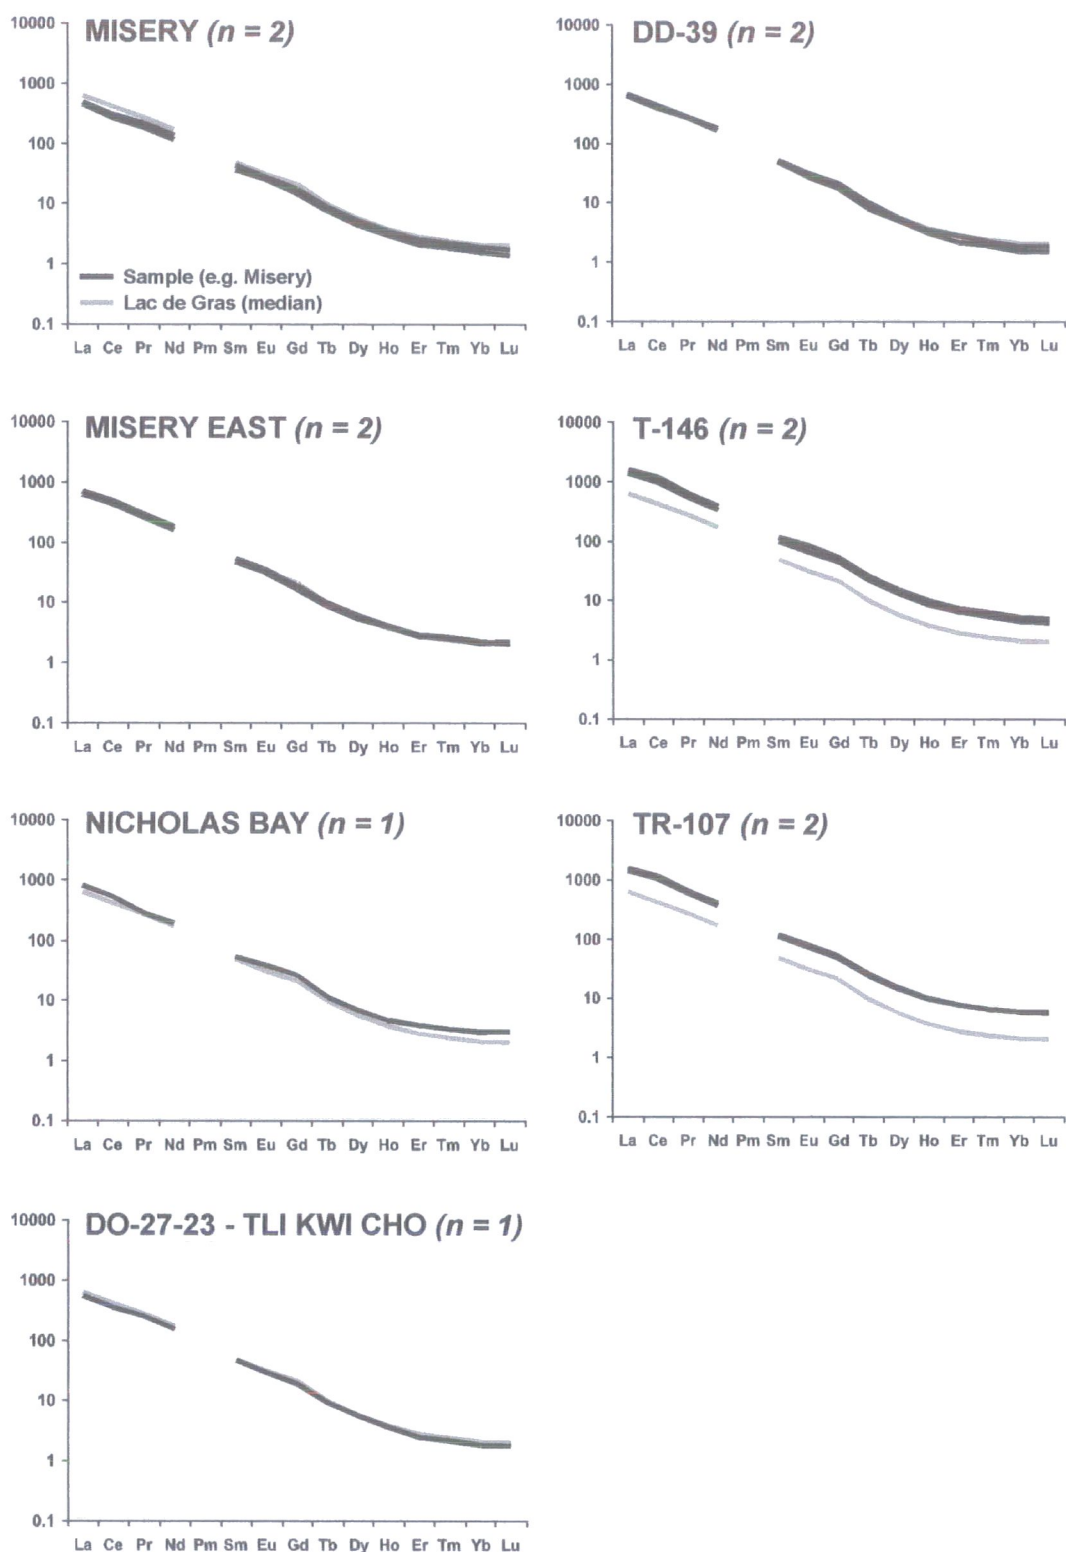 MISERY (n = 2)
10000
1000
100
10
1
0.1
Sample (e.g. Misery)
Lac de Gras (median)
La Ce Pr Nd Pm Sm Eu Gd Tb Dy Ho Er Tm Yb Lu
DD-39 (n = 2)
10000
1000
100
10
1
0.1
La Ce Pr Nd Pm Sm Eu Gd Tb Dy Ho Er Tm Yb Lu
MISERY EAST (n = 2)
10000
1000
100
10
1
0.1
La Ce Pr Nd Pm Sm Eu Gd Tb Dy Ho Er Tm Yb Lu
T-146 (n = 2)
10000
1000
100
10
1
0.1
La Ce Pr Nd Pm Sm Eu Gd Tb Dy Ho Er Tm Yb Lu
NICHOLAS BAY (n = 1)
10000
1000
100
10
1
0.1
La Ce Pr Nd Pm Sm Eu Gd Tb Dy Ho Er Tm Yb Lu
TR-107 (n = 2)
10000
1000
100
10
1
0.1
La Ce Pr Nd Pm Sm Eu Gd Tb Dy Ho Er Tm Yb Lu
DO-27-23 - TLI KWI CHO (n = 1)
10000
1000
100
10
1
0.1
La Ce Pr Nd Pm Sm Eu Gd Tb Dy Ho Er Tm Yb Lu